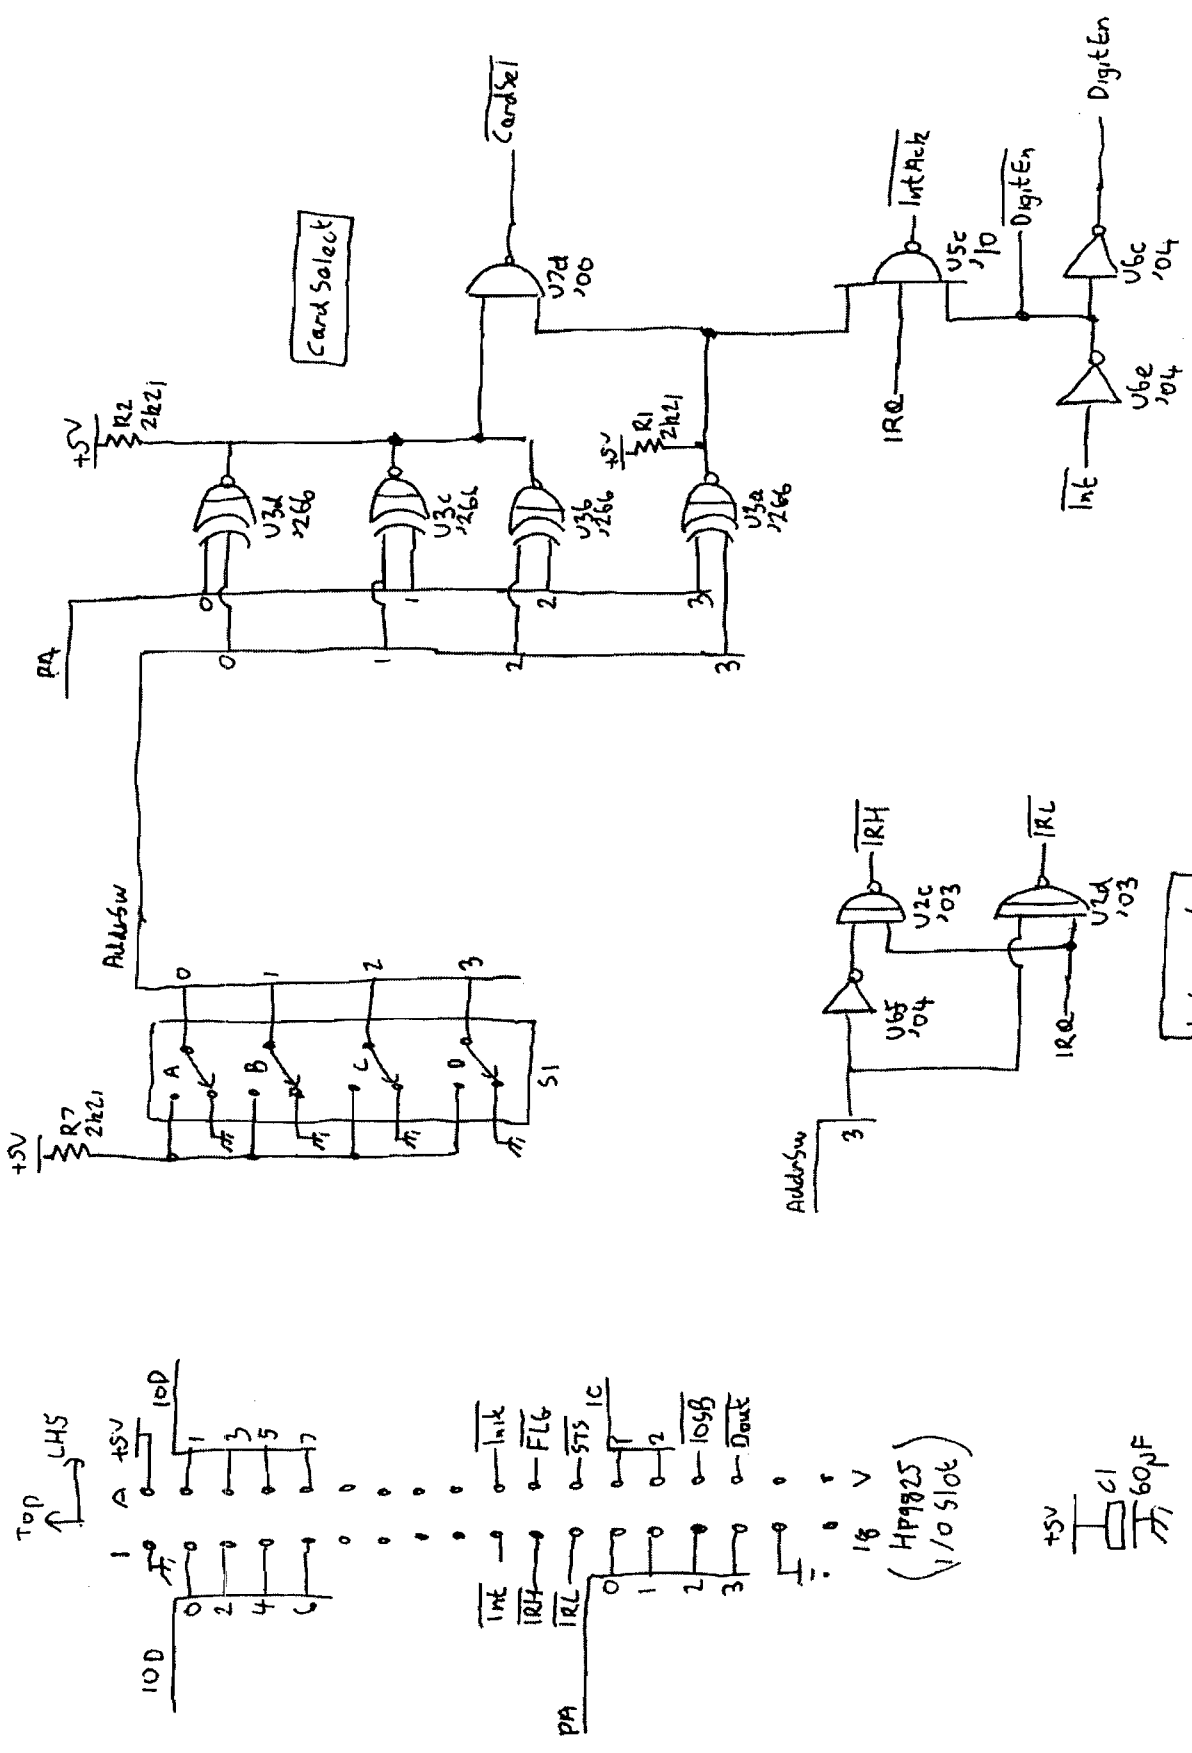 Card Select
+5V
R2
2k21
U3d
'266
U3c
'266
U3b
'266
+5V
R1
2k21
U3a
'266
PA
0
1
2
3
0
1
2
3
U7d
'00
CardSel
IRQ
U5c
'10
IntAck
DigitEn
Int
U6e
'04
U6c
'04
DigitEn
+5V
R7
2k21
A
B
C
D
S1
AddrSw
0
1
2
3
AddrSw
3
U6f
'04
IRQ
U2c
'03
IRH
U2d
'03
IRL
Top
LHS
1
A
+5V
IOD
0
2
4
6
IOD
1
3
5
7
Int
IRH
IRL
Init
FLG
STS
PA
0
1
2
3
IC
1
2
IOSB
Dout
18
V
(HP9825
I/O Slot)
+5V
C1
60µF